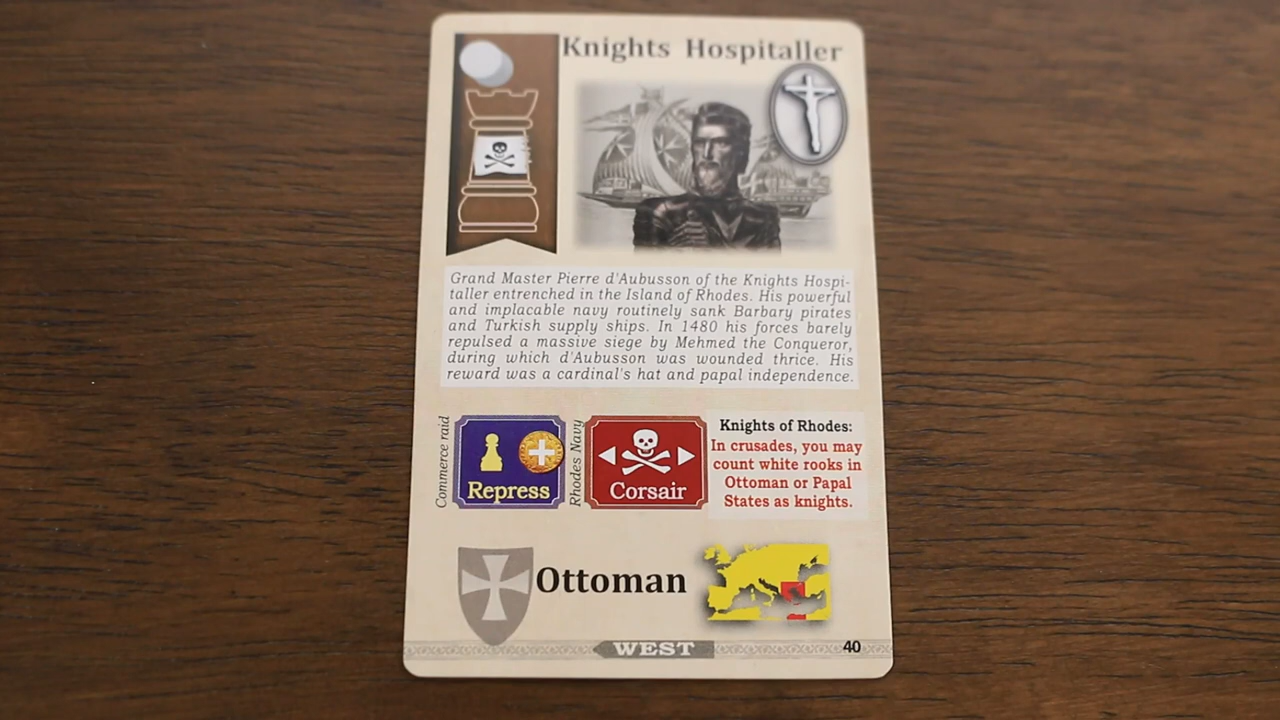 Knights Hospitaller
Grand Master Pierre d'Aubusson of the Knights Hospi-
taller entrenched in the Island of Rhodes. His powerful
and implacable navy routinely sank Barbary pirates
and Turkish supply ships. In 1480 his forces barely
repulsed a massive siege by Mehmed the Conqueror,
during which d'Aubusson was wounded thrice. His
reward was a cardinal's hat and papal independence.
Commerce raid
Repress
Rhodes Navy
Corsair
Knights of Rhodes:
In crusades, you may
count white rooks in
Ottoman or Papal
States as knights.
Ottoman
WEST
40